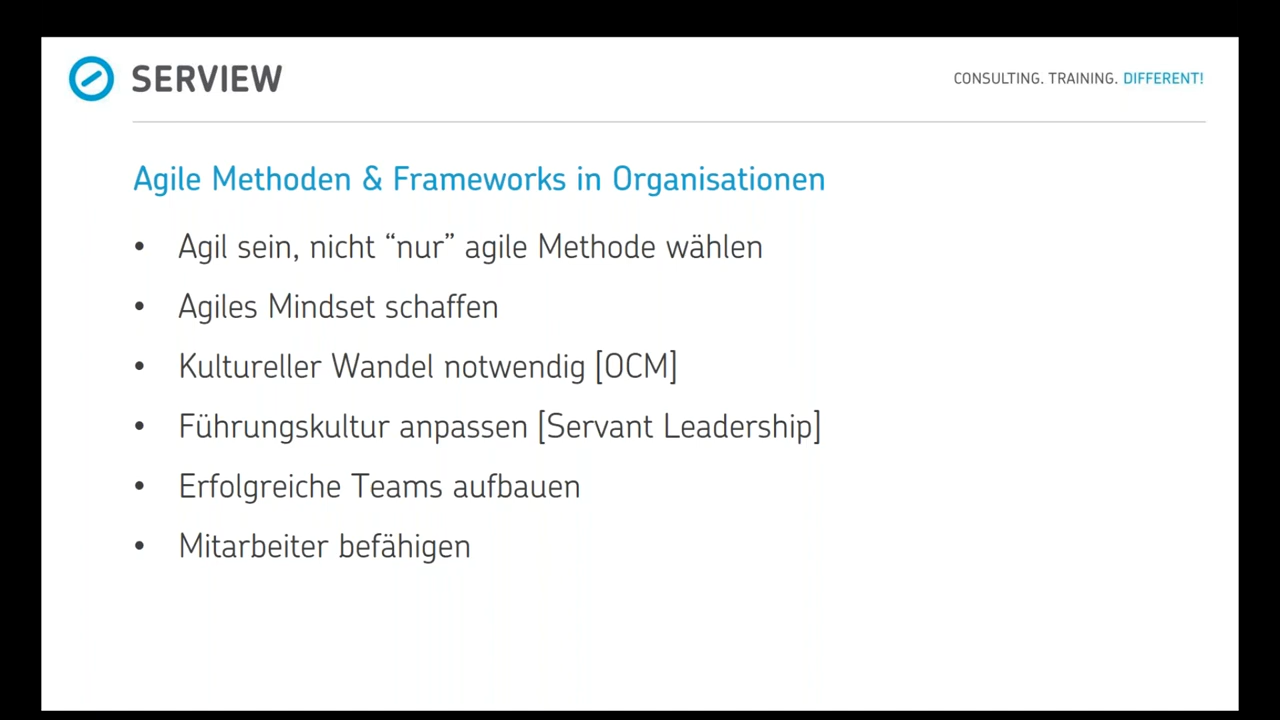 SERVIEW
CONSULTING. TRAINING. DIFFERENT!
Agile Methoden & Frameworks in Organisationen
• Agil sein, nicht “nur” agile Methode wählen
• Agiles Mindset schaffen
• Kultureller Wandel notwendig [OCM]
• Führungskultur anpassen [Servant Leadership]
• Erfolgreiche Teams aufbauen
• Mitarbeiter befähigen